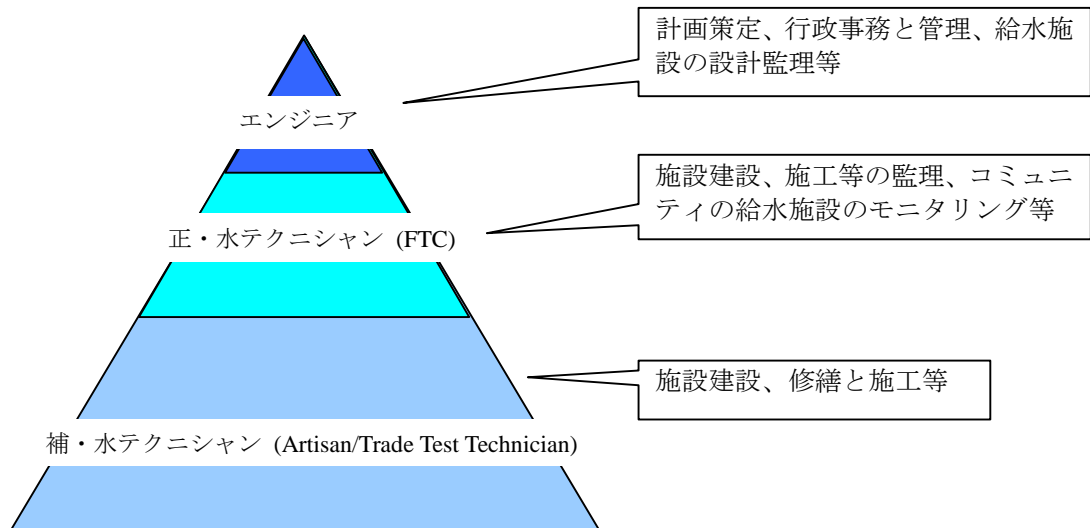 計画策定、行政事務と管理、給水施
設の設計監理等
エンジニア
施設建設、施工等の監理、コミュニ
ティの給水施設のモニタリング等
正・水テクニシャン (FTC)
施設建設、修繕と施工等
補・水テクニシャン (Artisan/Trade Test Technician)